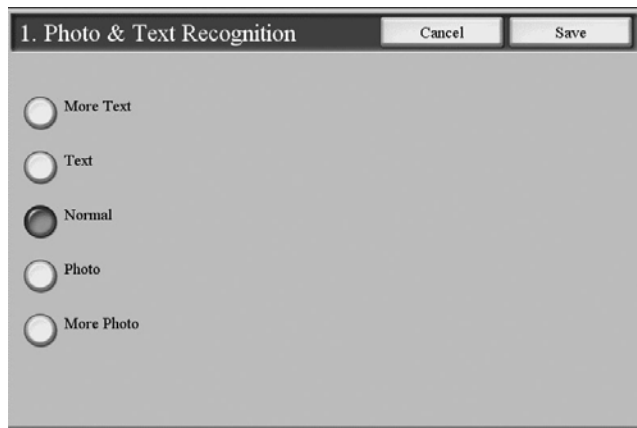 1. Photo & Text Recognition Cancel Save
More Text
Text
Normal
Photo
More Photo